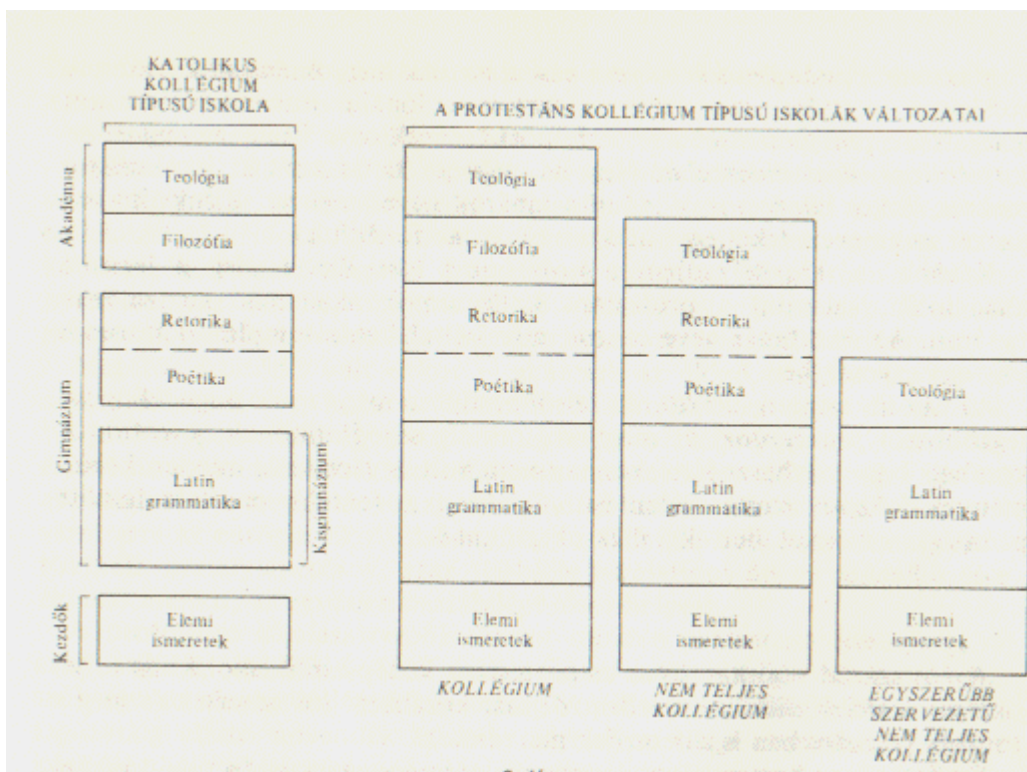 KATOLIKUS
KOLLÉGIUM
TÍPUSÚ ISKOLA
A PROTESTÁNS KOLLÉGIUM TÍPUSÚ ISKOLÁK VÁLTOZATAI
Akadémia
Teológia
Filozófia
Gimnázium
Retorika
Poétika
Latin
grammatika
Kisgimnázium
Kezdők
Elemi
ismeretek
Teológia
Filozófia
Retorika
Poétika
Latin
grammatika
Elemi
ismeretek
KOLLÉGIUM
Teológia
Retorika
Poétika
Latin
grammatika
Elemi
ismeretek
NEM TELJES
KOLLÉGIUM
Teológia
Latin
grammatika
Elemi
ismeretek
EGYSZERŰBB
SZERVEZETŰ
NEM TELJES
KOLLÉGIUM